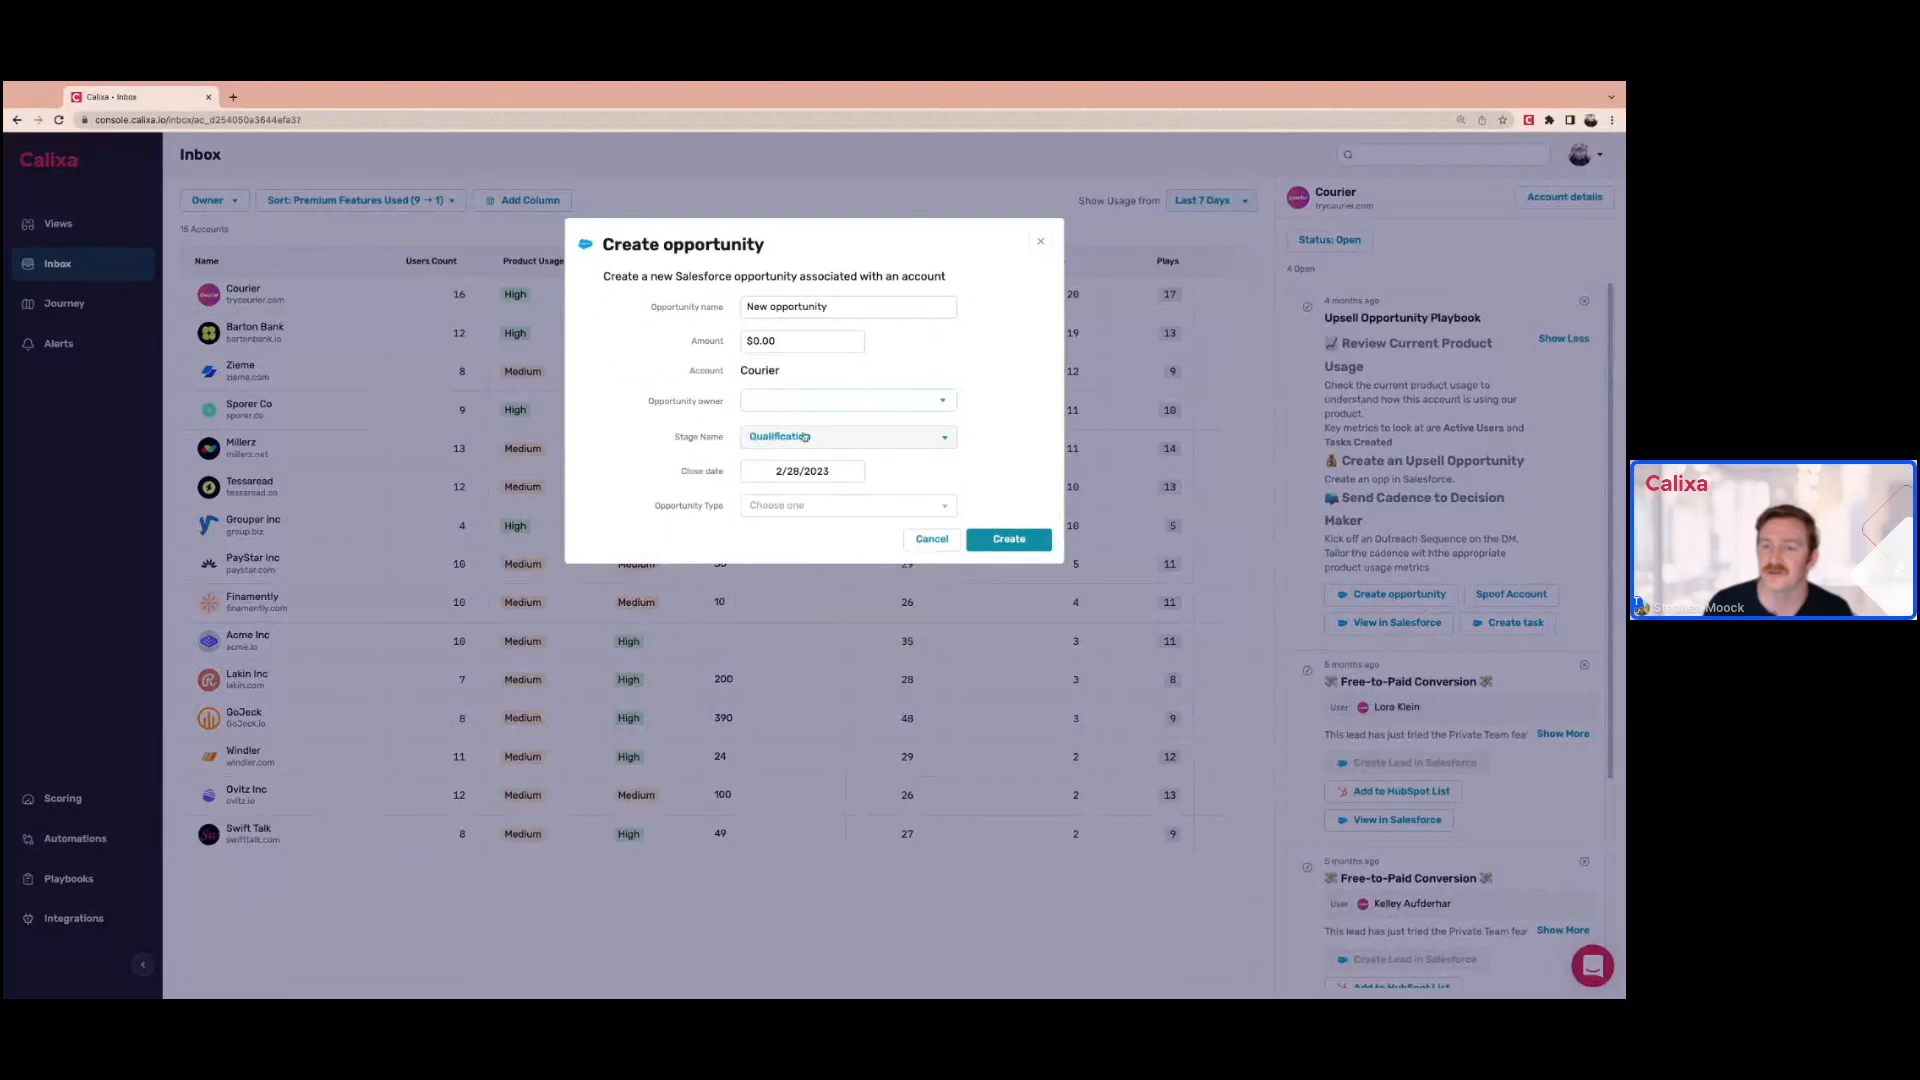 Calixa • Inbox
console.calixa.io/inbox/ac_d254050a3644efa3?
Calixa
Views
Inbox
Journey
Alerts
Scoring
Automations
Playbooks
Integrations
Inbox
Owner
Sort: Premium Features Used (9 → 1)
Add Column
Show Usage from
Last 7 Days
15 Accounts
Name
Users Count
Product Usage
Plays
Courier
trycourier.com
16
High
20
17
Barton Bank
bartonbank.io
12
High
19
13
Zieme
zieme.com
8
Medium
12
9
Sporer Co
sporer.co
9
High
11
10
Millerz
millerz.net
13
Medium
11
14
Tessaread
tessaread.co
12
Medium
10
13
Grouper inc
group.biz
4
High
10
5
PayStar Inc
paystar.com
10
Medium
Medium
29
5
11
Finamently
finamently.com
10
Medium
Medium
10
26
4
11
Acme Inc
acme.io
10
Medium
High
35
3
11
Lakin Inc
lakin.com
7
Medium
High
200
28
3
8
GoJeck
GoJeck.io
8
Medium
High
390
48
3
9
Windler
windler.com
11
Medium
High
24
29
2
12
Ovitz Inc
ovitz.io
12
Medium
Medium
100
26
2
13
Swift Talk
swifttalk.com
8
Medium
High
49
27
2
9
Create opportunity
Create a new Salesforce opportunity associated with an account
Opportunity name
New opportunity
Amount
$0.00
Account
Courier
Opportunity owner
Stage Name
Qualification
Close date
2/28/2023
Opportunity Type
Choose one
Cancel
Create
Courier
trycourier.com
Account details
Status: Open
4 Open
4 months ago
Upsell Opportunity Playbook
Show Less
📈 Review Current Product
Usage
Check the current product usage to
understand how this account is using our
product.
Key metrics to look at are Active Users and
Tasks Created
💰 Create an Upsell Opportunity
Create an opp in Salesforce.
Send Cadence to Decision
Maker
Kick off an Outreach Sequence on the DM.
Tailor the cadence wit hthe appropriate
product usage metrics
Create opportunity
Spoof Account
View in Salesforce
Create task
5 months ago
💸 Free-to-Paid Conversion 💸
User
Lora Klein
This lead has just tried the Private Team fea
Show More
Create Lead in Salesforce
Add to HubSpot List
View in Salesforce
5 months ago
💸 Free-to-Paid Conversion 💸
User
Kelley Aufderhar
This lead has just tried the Private Team fea
Show More
Create Lead in Salesforce
Add to HubSpot List
Calixa
Stephen Moock